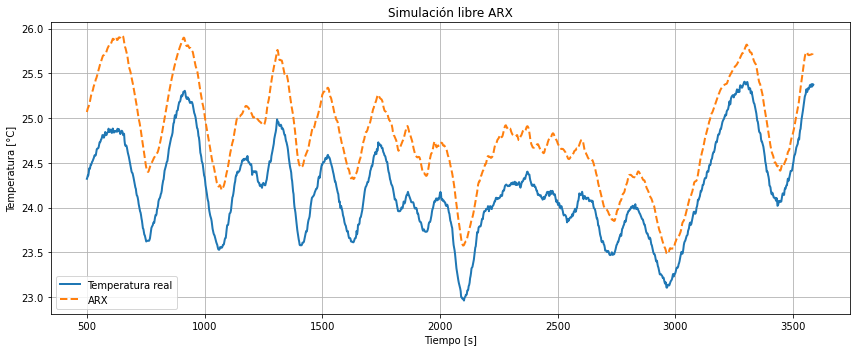 Simulación libre ARX
Temperatura [°C]
26.0
25.5
25.0
24.5
24.0
23.5
23.0
Temperatura real
ARX
500
1000
1500
2000
2500
3000
3500
Tiempo [s]